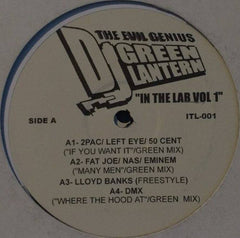 THE EVIL GENIUS
DJ GREEN
LANTERN
"IN THE LAB VOL 1"
SIDE A
ITL-001
A1- 2PAC/ LEFT EYE/ 50 CENT
("IF YOU WANT IT"/GREEN MIX)
A2- FAT JOE/ NAS/ EMINEM
("MANY MEN"/GREEN MIX)
A3- LLOYD BANKS (FREESTYLE)
A4- DMX
("WHERE THE HOOD AT"/GREEN MIX)